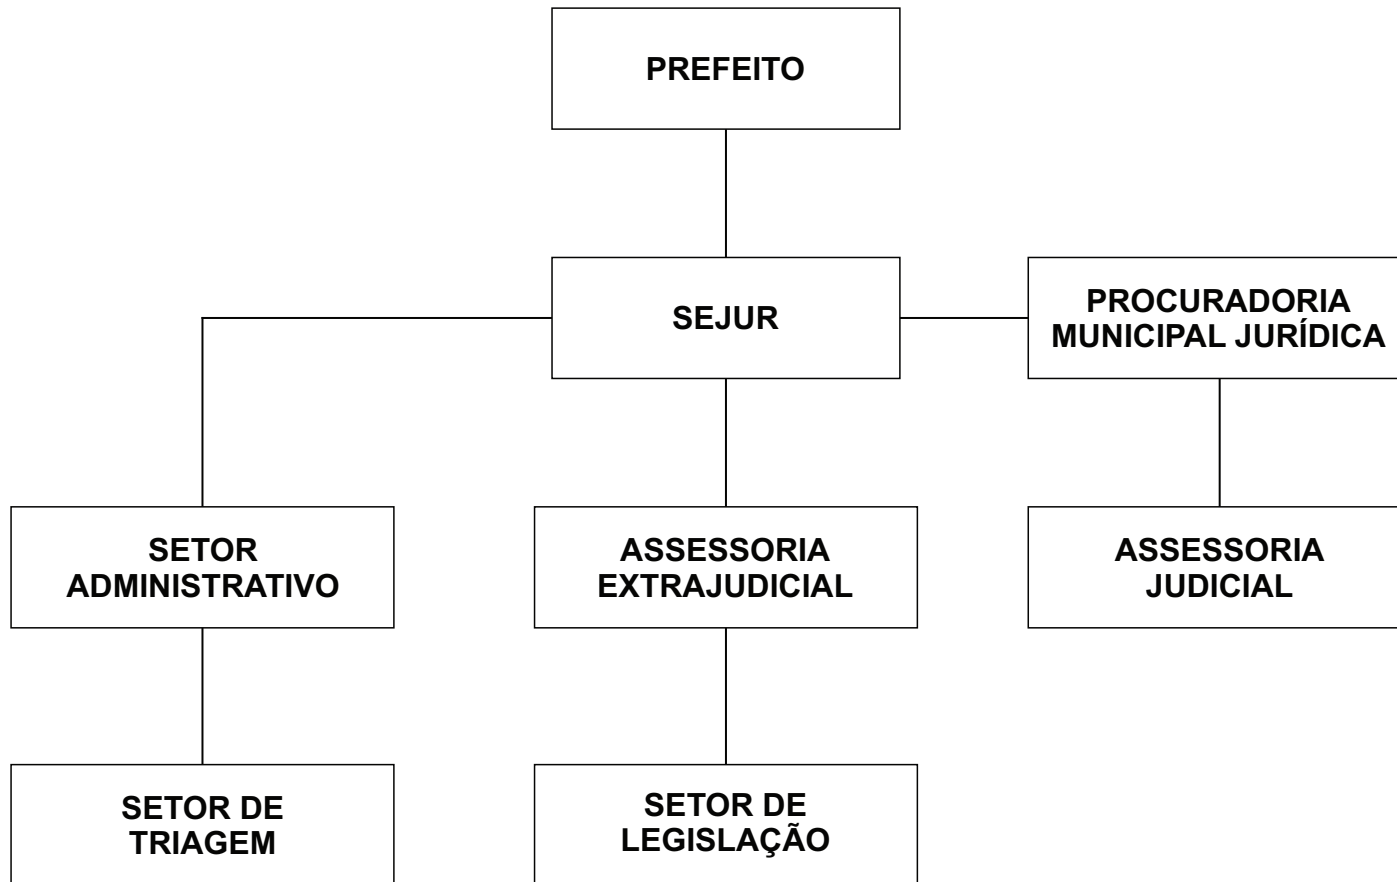 PREFEITO
SEJUR
PROCURADORIA
MUNICIPAL JURÍDICA
SETOR
ADMINISTRATIVO
ASSESSORIA
EXTRAJUDICIAL
ASSESSORIA
JUDICIAL
SETOR DE
TRIAGEM
SETOR DE
LEGISLAÇÃO